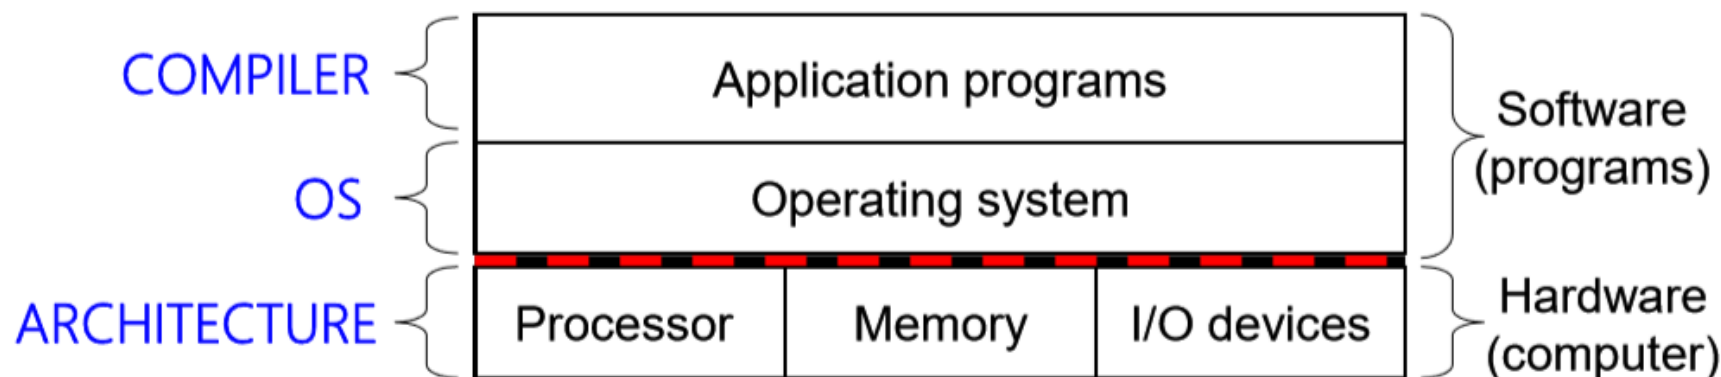 COMPILER
Application programs
Software
(programs)
OS
Operating system
ARCHITECTURE
Processor
Memory
I/O devices
Hardware
(computer)